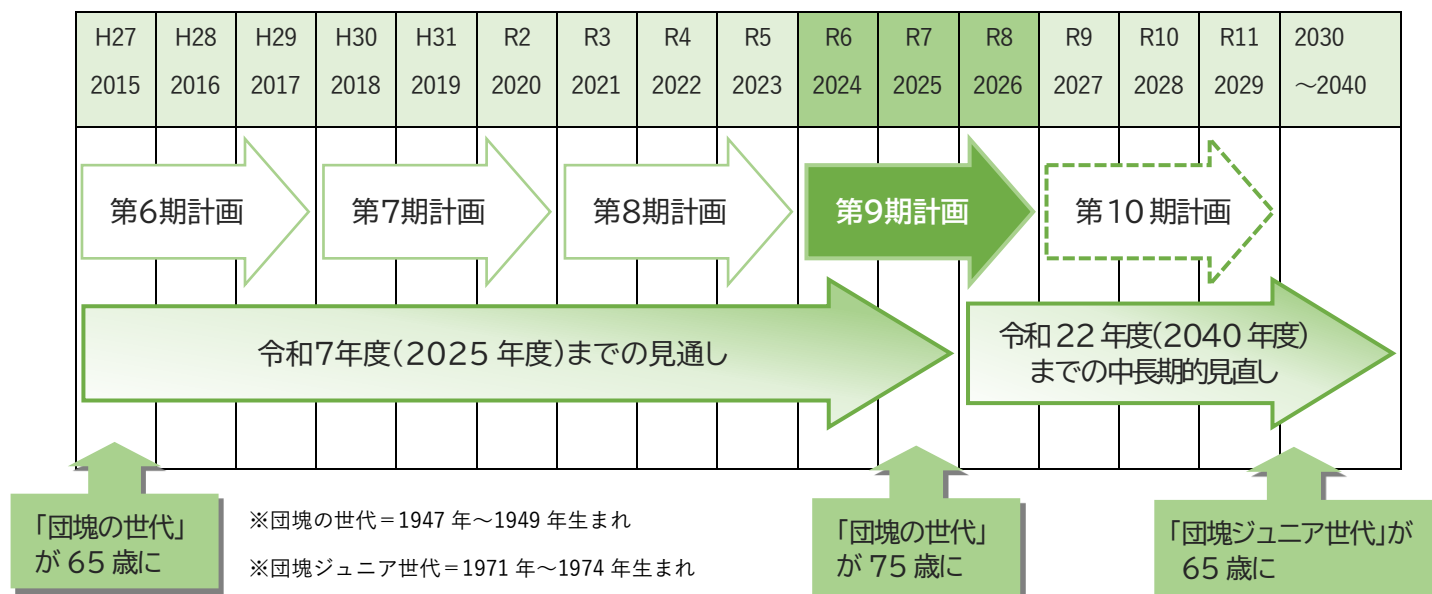 H27 H28 H29 H30 H31 R2 R3 R4 R5 R6 R7 R8 R9 R10 R11 2030
2015 2016 2017 2018 2019 2020 2021 2022 2023 2024 2025 2026 2027 2028 2029 ～2040
第6期計画 第7期計画 第8期計画 第9期計画 第10期計画
令和7年度(2025年度)までの見通し
令和22年度(2040年度)
までの中長期的見直し
「団塊の世代」
が65歳に
※団塊の世代＝1947年～1949年生まれ
※団塊ジュニア世代＝1971年～1974年生まれ
「団塊の世代」
が75歳に
「団塊ジュニア世代」が
65歳に